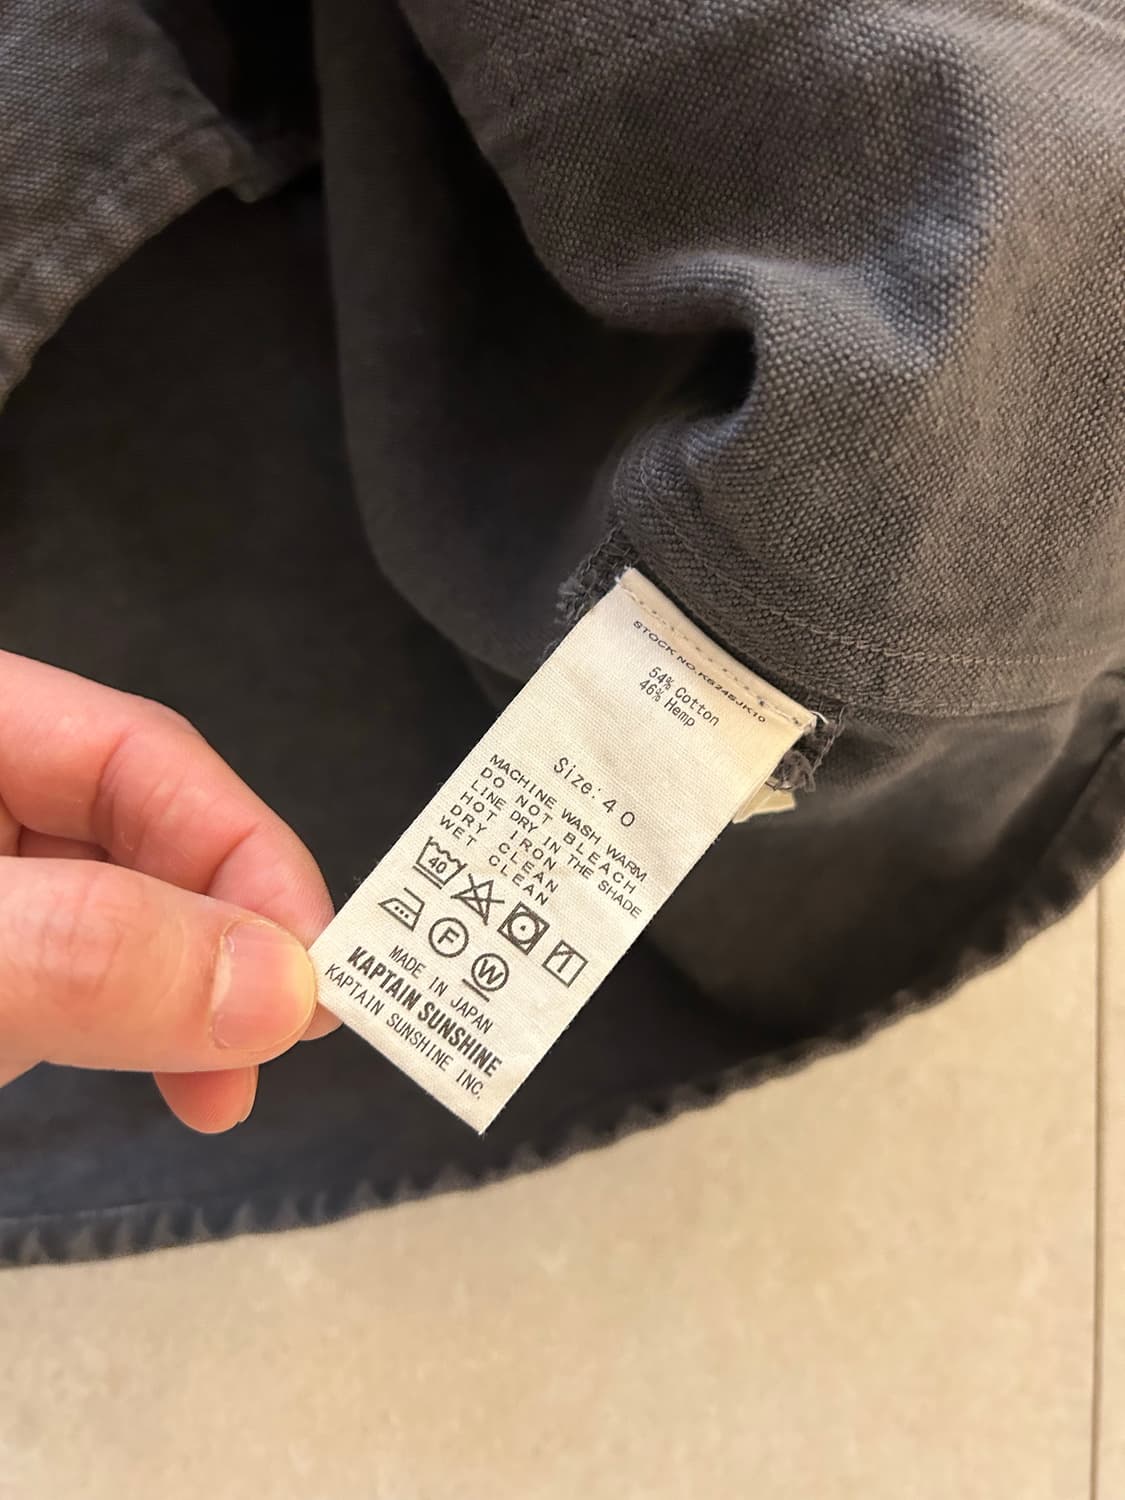 STOCK NO.KS24SJK10
54% Cotton
46% Hemp
Size: 40
MACHINE WASH WARM
DO NOT BLEACH
LINE DRY IN THE SHADE
HOT IRON
DRY CLEAN
WET CLEAN
40
F
W
MADE IN JAPAN
KAPTAIN SUNSHINE
KAPTAIN SUNSHINE INC.